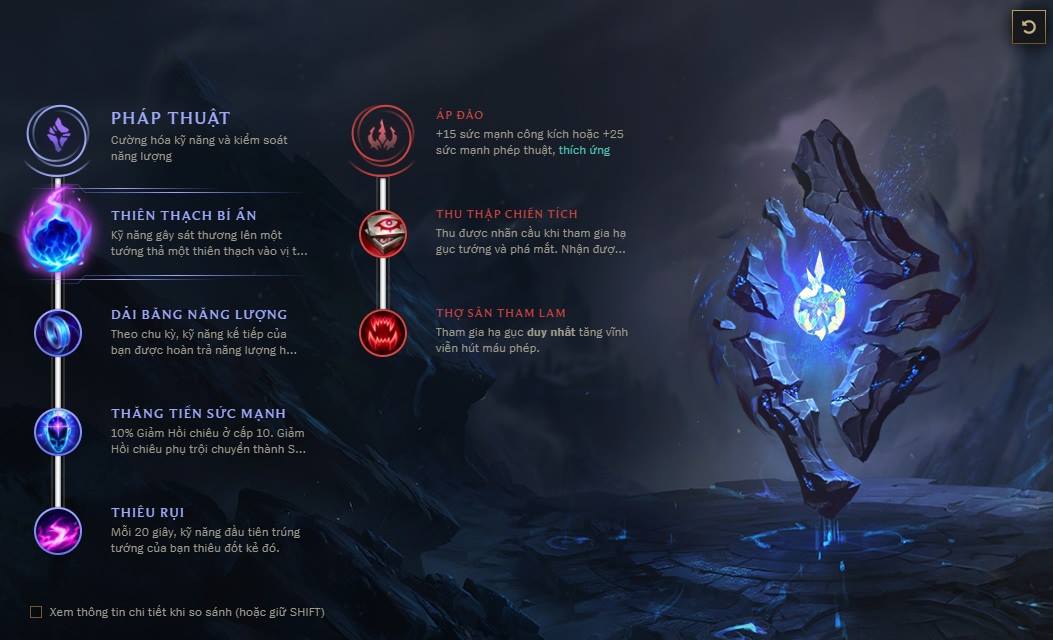 PHÁP THUẬT
Cường hóa kỹ năng và kiểm soát
năng lượng
THIÊN THẠCH BÍ ẨN
Kỹ năng gây sát thương lên một
tướng thả một thiên thạch vào vị t...
DẢI BĂNG NĂNG LƯỢNG
Theo chu kỳ, kỹ năng kế tiếp của
bạn được hoàn trả năng lượng h...
THĂNG TIẾN SỨC MẠNH
10% Giảm Hồi chiêu ở cấp 10. Giảm
Hồi chiêu phụ trội chuyển thành S...
THIÊU RỤI
Mỗi 20 giây, kỹ năng đầu tiên trúng
tướng của bạn thiêu đốt kẻ đó.
ÁP ĐẢO
+15 sức mạnh công kích hoặc +25
sức mạnh phép thuật, thích ứng
THU THẬP CHIẾN TÍCH
Thu được nhãn cầu khi tham gia hạ
gục tướng và phá mắt. Nhận đượ...
THỢ SĂN THAM LAM
Tham gia hạ gục duy nhất tăng vĩnh
viễn hút máu phép.
Xem thông tin chi tiết khi so sánh (hoặc giữ SHIFT)